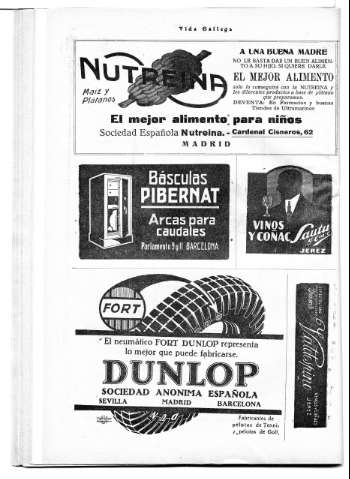 Vida Gallega
NUTREINA
Maiz y
Platanos
A UNA BUENA MADRE
NO LE BASTA DAR UN BUEN ALIMEN-
TO A SU HIJO: SI QUIERE DARLE
EL MEJOR ALIMENTO
solo lo conseguirá con la NUTREINA y
los diferentes productos a base de plátano
que preparamos.
DE VENTA: En Farmacias y buenas
Tiendas de Ultramarinos
El mejor alimento para niños
Sociedad Española Nutreina.- Cardenal Cisneros, 62
MADRID
Básculas
PIBERNAT
Arcas para
caudales
Parlamento 9 y 11 BARCELONA
VINOS
Y COÑAC
JEREZ
FORT
El neumático FORT DUNLOP representa
lo mejor que puede fabricarse.
DUNLOP
SOCIEDAD ANONIMA ESPAÑOLA
SEVILLA MADRID BARCELONA
Fabricantes de
pelotas de Tennis
y pelotas de Golf.